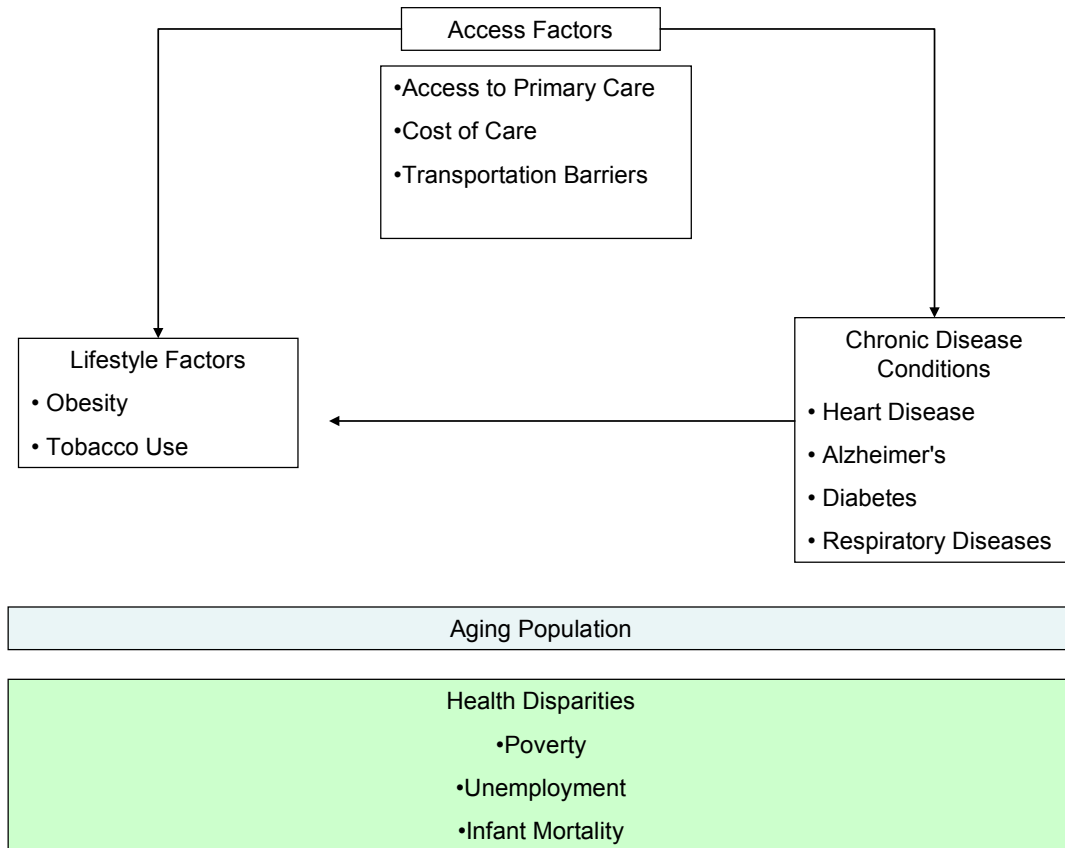 Access Factors
•Access to Primary Care
•Cost of Care
•Transportation Barriers
Lifestyle Factors
• Obesity
• Tobacco Use
Chronic Disease
Conditions
• Heart Disease
• Alzheimer's
• Diabetes
• Respiratory Diseases
Aging Population
Health Disparities
•Poverty
•Unemployment
•Infant Mortality